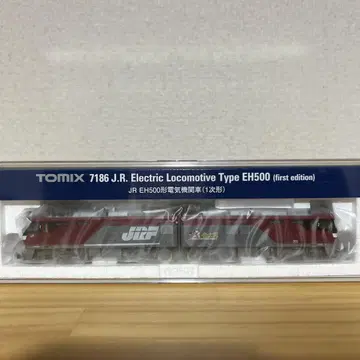 TOMIX 7186 J.R. Electric Locomotive Type EH500 (first edition)
JR EH500形電気機関車(1次形)
JRF